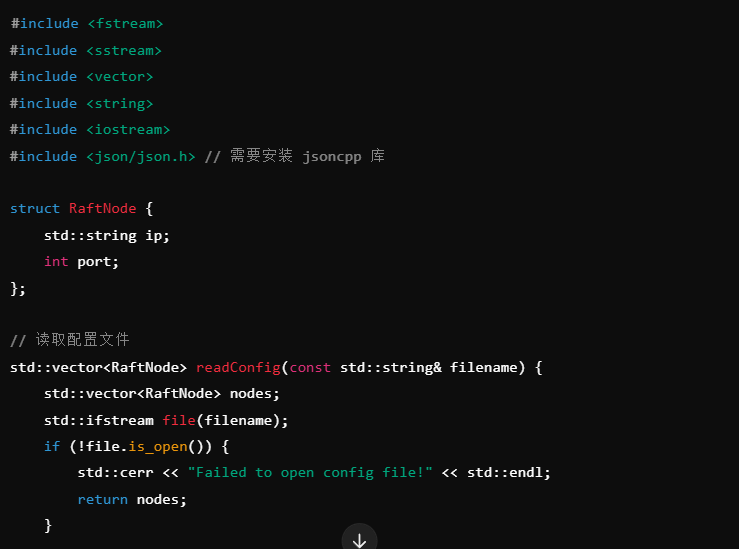 #include <fstream>
#include <sstream>
#include <vector>
#include <string>
#include <iostream>
#include <json/json.h> // 需要安装 jsoncpp 库
struct RaftNode {
    std::string ip;
    int port;
};
// 读取配置文件
std::vector<RaftNode> readConfig(const std::string& filename) {
    std::vector<RaftNode> nodes;
    std::ifstream file(filename);
    if (!file.is_open()) {
        std::cerr << "Failed to open config file!" << std::endl;
        return nodes;
    }